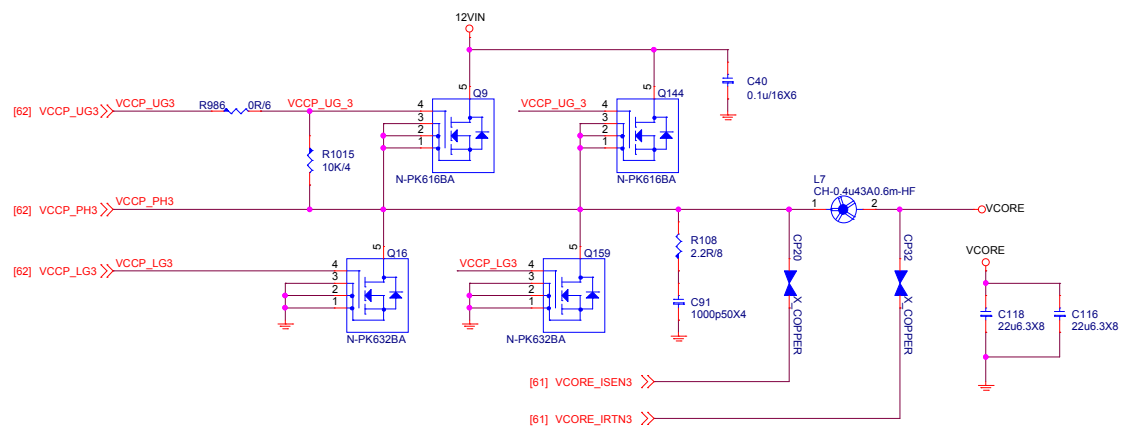 12VIN
Q9
5
Q144
5
C40
0.1u/16X6
[62] VCCP_UG3
VCCP_UG3
R986
0R/6
VCCP_UG_3
4
3
2
1
VCCP_UG_3
4
3
2
1
R1015
10K/4
N-PK616BA
N-PK616BA
L7
CH-0.4u43A0.6m-HF
[62] VCCP_PH3
VCCP_PH3
1
2
VCORE
5
Q16
5
Q159
R108
2.2R/8
CP20
CP32
VCORE
[62] VCCP_LG3
VCCP_LG3
4
3
2
1
VCCP_LG3
4
3
2
1
C91
1000p50X4
X_COPPER
X_COPPER
C118
22u6.3X8
C116
22u6.3X8
N-PK632BA
N-PK632BA
[61] VCORE_ISEN3
[61] VCORE_IRTN3